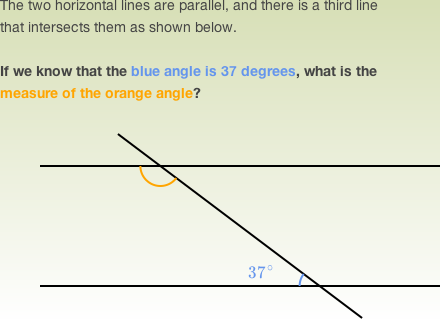 The two horizontal lines are parallel, and there is a third line
that intersects them as shown below.
If we know that the blue angle is 37 degrees, what is the
measure of the orange angle?
37°